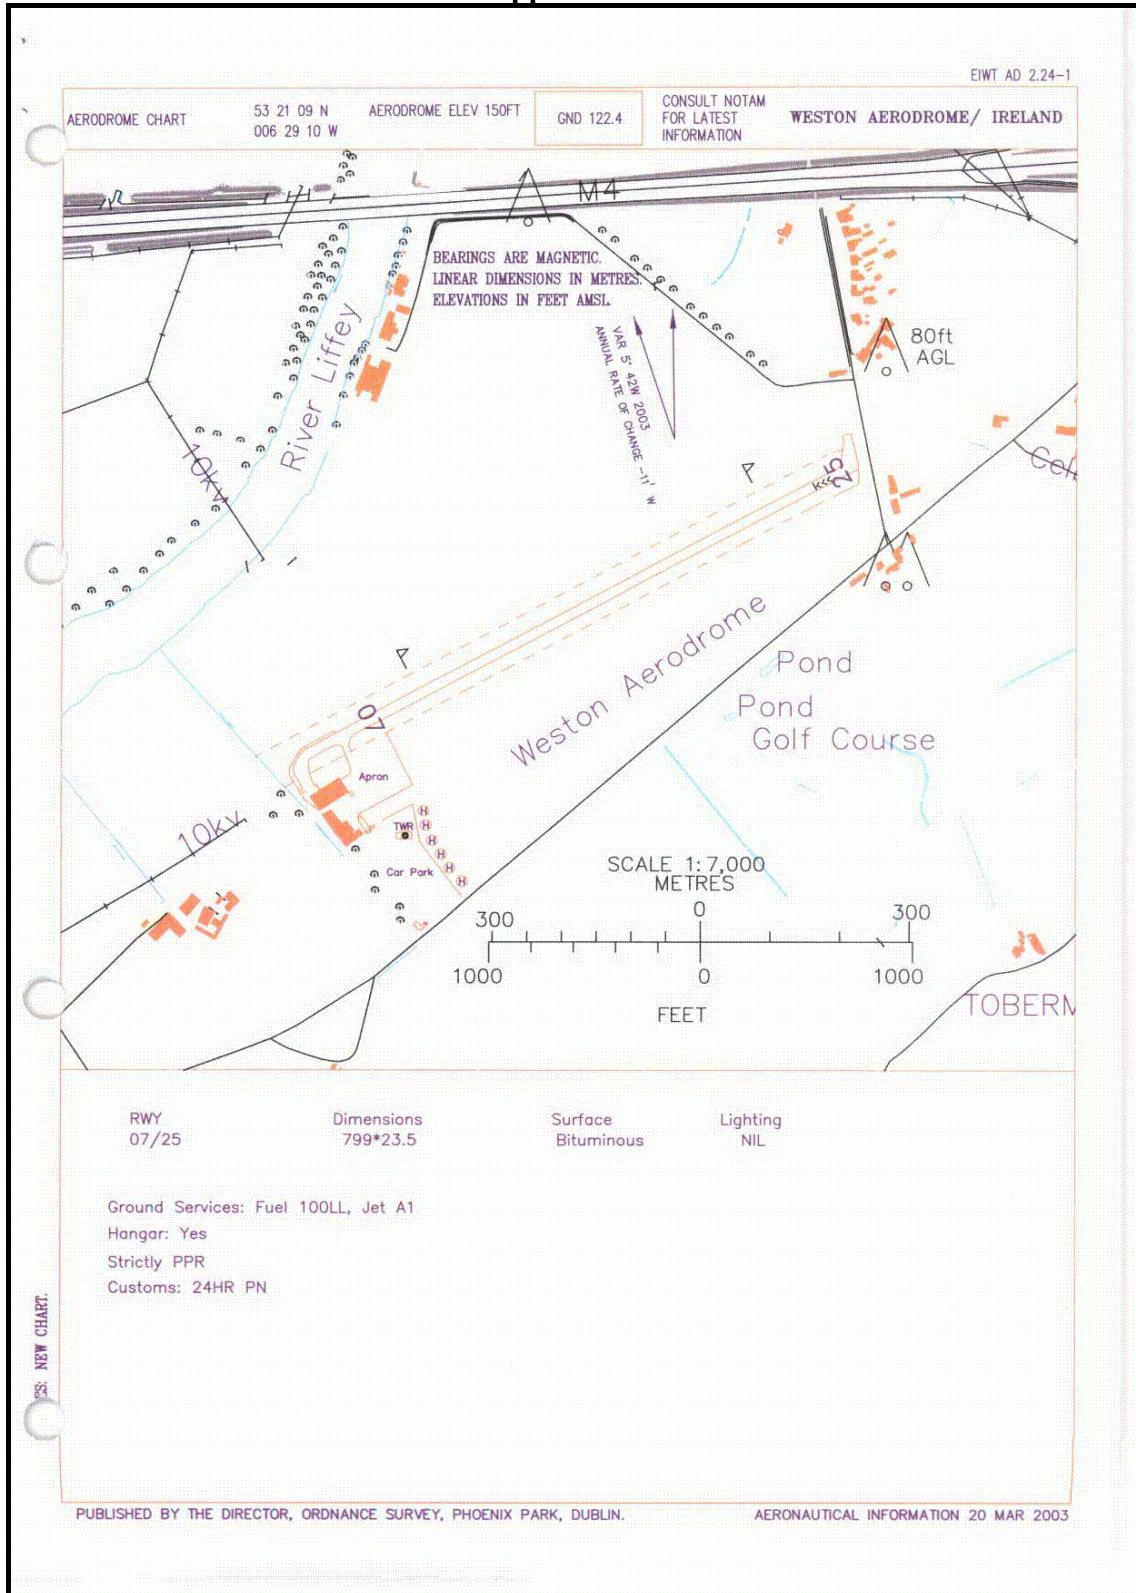 EIWT AD 2.24-1
AERODROME CHART
53 21 09 N
006 29 10 W
AERODROME ELEV 150FT
GND 122.4
CONSULT NOTAM
FOR LATEST
INFORMATION
WESTON AERODROME/ IRELAND
M4
BEARINGS ARE MAGNETIC.
LINEAR DIMENSIONS IN METRES.
ELEVATIONS IN FEET AMSL
VAR 5° 42W 2003
ANNUAL RATE OF CHANGE -11' W
80ft
AGL
River Liffey
10kv
Cel
P
25
P
07
Weston Aerodrome
Pond
Pond
Golf Course
Apron
TWR
H
H
H
H
H
H
Car Park
10kv
SCALE 1:7,000
METRES
300 0 300
1000 0 1000
FEET
TOBERM
RWY Dimensions Surface Lighting
07/25 799*23.5 Bituminous NIL
Ground Services: Fuel 100LL, Jet A1
Hangar: Yes
Strictly PPR
Customs: 24HR PN
ES: NEW CHART.
PUBLISHED BY THE DIRECTOR, ORDNANCE SURVEY, PHOENIX PARK, DUBLIN.
AERONAUTICAL INFORMATION 20 MAR 2003